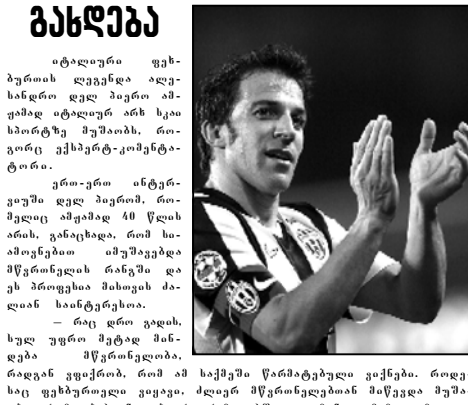 გახდება
იტალიური ფეხ-
ბურთის ლეგენდა ალე-
სანდრო დელ პიერო ამ-
ჟამად იტალიურ არხ სკაი
სპორტზე მუშაობს, რო-
გორც ექსპერტ-კომენტა-
ტორი.
ერთ-ერთ ინტერ-
ვიუში დელ პიერომ, რო-
მელიც ამჟამად 40 წლის
არის, განაცხადა, რომ სი-
ამოვნებით იმუშავებდა
მწვრთნელის რანგში და
ეს პროფესია მისთვის ძა-
ლიან საინტერესოა.
– რაც დრო გადის,
სულ უფრო მეტად მინ-
დება მწვრთნელობა,
რადგან ვფიქრობ, რომ ამ საქმეში წარმატებული ვიქნები. როდე-
საც ფეხბურთელი ვიყავი, ძლიერ მწვრთნელებთან მიწევდა მუშა-